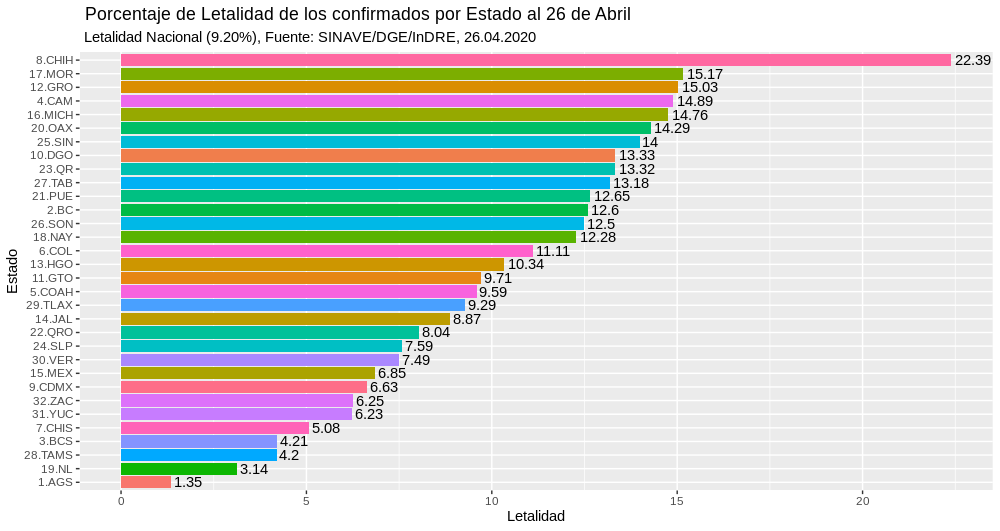 Porcentaje de Letalidad de los confirmados por Estado al 26 de Abril
Letalidad Nacional (9.20%), Fuente: SINAVE/DGE/InDRE, 26.04.2020
Estado
8.CHIH 22.39
17.MOR 15.17
12.GRO 15.03
4.CAM 14.89
16.MICH 14.76
20.OAX 14.29
25.SIN 14
10.DGO 13.33
23.QR 13.32
27.TAB 13.18
21.PUE 12.65
2.BC 12.6
26.SON 12.5
18.NAY 12.28
6.COL 11.11
13.HGO 10.34
11.GTO 9.71
5.COAH 9.59
29.TLAX 9.29
14.JAL 8.87
22.QRO 8.04
24.SLP 7.59
30.VER 7.49
15.MEX 6.85
9.CDMX 6.63
32.ZAC 6.25
31.YUC 6.23
7.CHIS 5.08
3.BCS 4.21
28.TAMS 4.2
19.NL 3.14
1.AGS 1.35
0 5 10 15 20
Letalidad